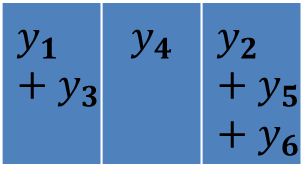 y₁ y₄ y₂
+ y₃ + y₅
+ y₆